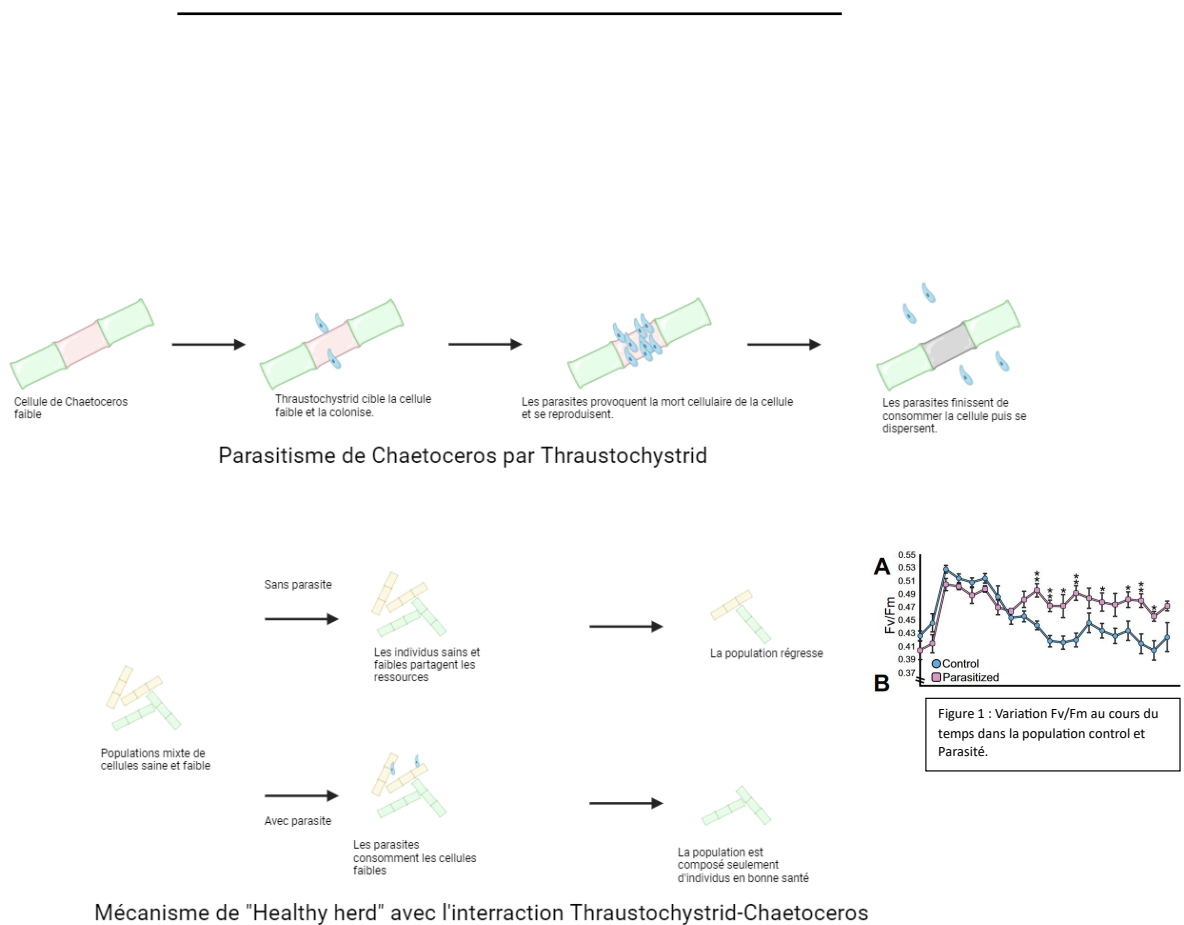 Cellule de Chaetoceros
faible
Thraustochystrid cible la cellule
faible et la colonise.
Les parasites provoquent la mort cellulaire de la cellule
et se reproduisent.
Les parasites finissent de
consommer la cellule puis se
dispersent.
Parasitisme de Chaetoceros par Thraustochystrid
Populations mixte de
cellules saine et faible
Sans parasite
Les individus sains et
faibles partagent les
ressources
La population régresse
Avec parasite
Les parasites
consomment les cellules
faibles
La population est
composé seulement
d'individus en bonne santé
A
B
Fv/Fm
0.55
0.53
0.51
0.49
0.47
0.45
0.43
0.41
0.39
0.37
Control
Parasitized
Figure 1 : Variation Fv/Fm au cours du
temps dans la population control et
Parasité.
Mécanisme de "Healthy herd" avec l'interraction Thraustochystrid-Chaetoceros